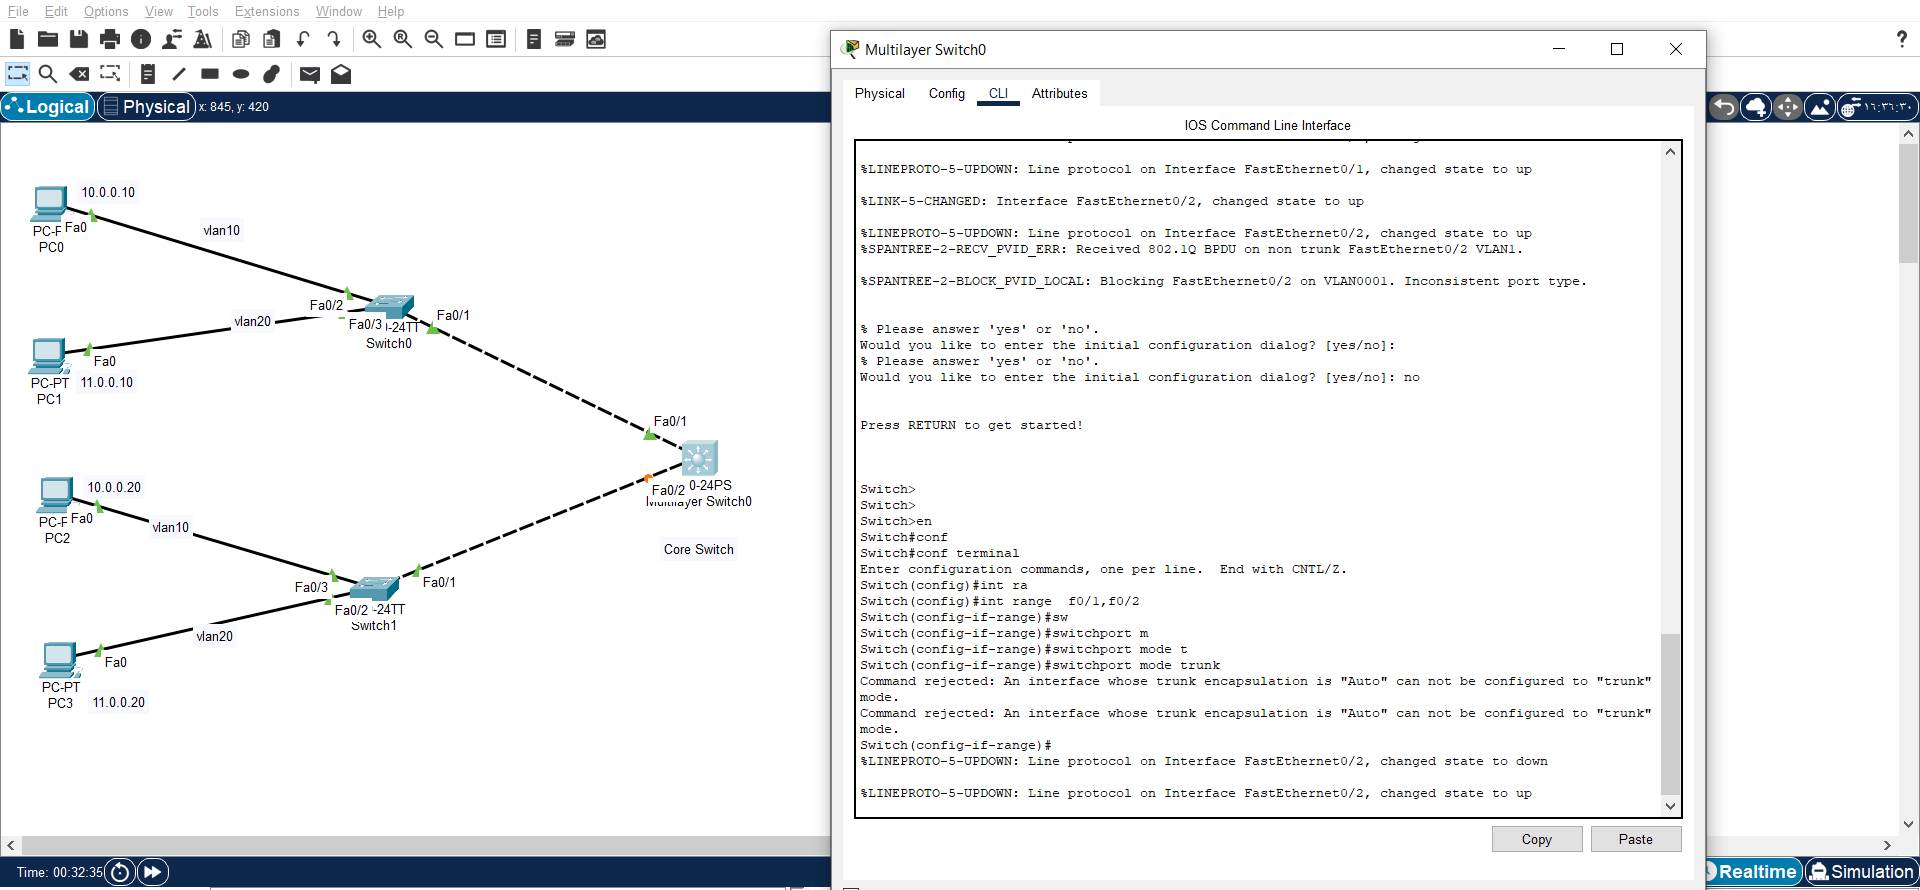 File Edit Options View Tools Extensions Window Help
?
Logical Physical x: 845, y: 420
١٦:٣٦:٣٠
10.0.0.10
Fa0
PC0
vlan10
vlan20
Fa0
PC-PT
11.0.0.10
PC1
Fa0/2
Fa0/3
-24TT
Switch0
Fa0/1
Fa0/1
Fa0/2
0-24PS
Multilayer Switch0
Core Switch
10.0.0.20
Fa0
PC2
vlan10
Fa0/3
Fa0/2
-24TT
Switch1
Fa0/1
vlan20
Fa0
PC-PT
PC3
11.0.0.20
Time: 00:32:35
Realtime Simulation
Multilayer Switch0
Physical Config CLI Attributes
IOS Command Line Interface
%LINEPROTO-5-UPDOWN: Line protocol on Interface FastEthernet0/1, changed state to up
%LINK-5-CHANGED: Interface FastEthernet0/2, changed state to up
%LINEPROTO-5-UPDOWN: Line protocol on Interface FastEthernet0/2, changed state to up
%SPANTREE-2-RECV_PVID_ERR: Received 802.1Q BPDU on non trunk FastEthernet0/2 VLAN1.
%SPANTREE-2-BLOCK_PVID_LOCAL: Blocking FastEthernet0/2 on VLAN0001. Inconsistent port type.
% Please answer 'yes' or 'no'.
Would you like to enter the initial configuration dialog? [yes/no]:
% Please answer 'yes' or 'no'.
Would you like to enter the initial configuration dialog? [yes/no]: no
Press RETURN to get started!
Switch>
Switch>
Switch>en
Switch#conf
Switch#conf terminal
Enter configuration commands, one per line. End with CNTL/Z.
Switch(config)#int ra
Switch(config)#int range f0/1,f0/2
Switch(config-if-range)#sw
Switch(config-if-range)#switchport m
Switch(config-if-range)#switchport mode t
Switch(config-if-range)#switchport mode trunk
Command rejected: An interface whose trunk encapsulation is "Auto" can not be configured to "trunk"
mode.
Command rejected: An interface whose trunk encapsulation is "Auto" can not be configured to "trunk"
mode.
Switch(config-if-range)#
%LINEPROTO-5-UPDOWN: Line protocol on Interface FastEthernet0/2, changed state to down
%LINEPROTO-5-UPDOWN: Line protocol on Interface FastEthernet0/2, changed state to up
Copy Paste